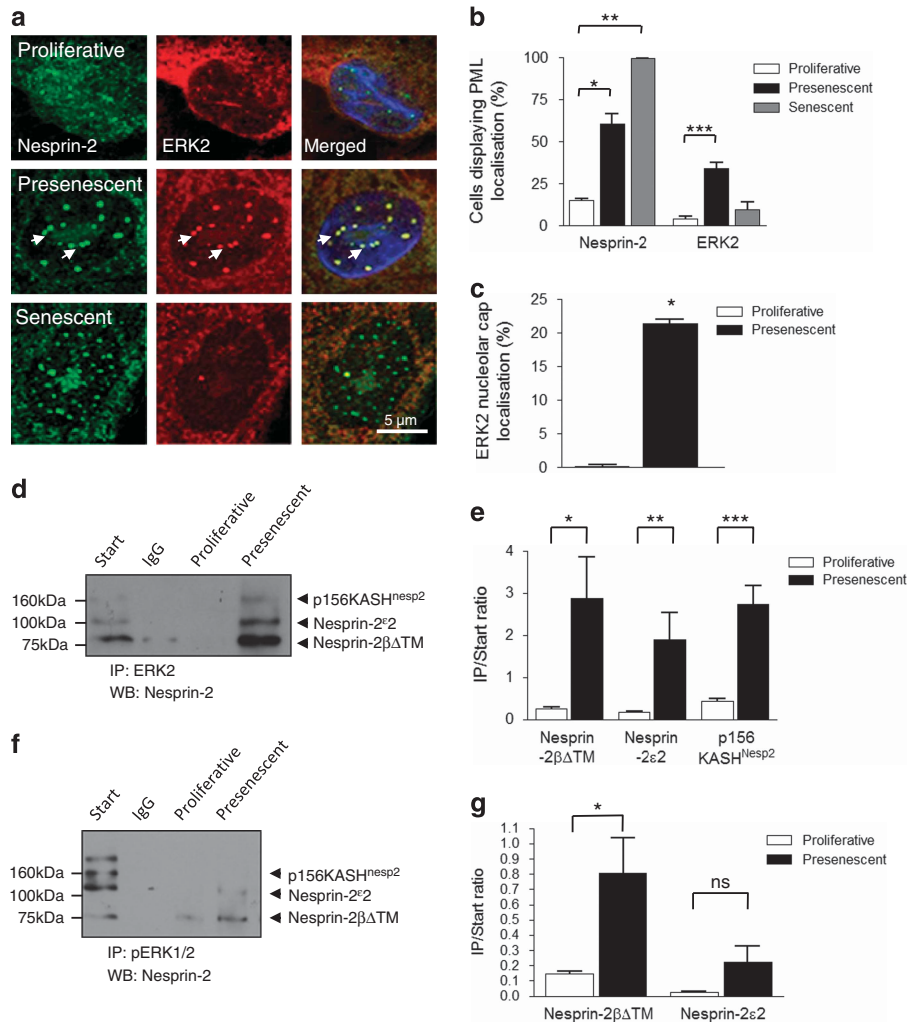 a
Proliferative
Nesprin-2
ERK2
Merged
Presenescent
Senescent
5 µm
b
Cells displaying PML
localisation (%)
100
75
50
25
0
**
*
***
Proliferative
Presenescent
Senescent
Nesprin-2
ERK2
c
ERK2 nucleolar cap
localisation (%)
25
20
15
10
5
0
*
Proliferative
Presenescent
d
Start
IgG
Proliferative
Presenescent
160kDa
100kDa
75kDa
p156KASHnesp2
Nesprin-2ε2
Nesprin-2βΔTM
IP: ERK2
WB: Nesprin-2
e
IP/Start ratio
4
3
2
1
0
*
**
***
Proliferative
Presenescent
Nesprin
-2βΔTM
Nesprin
-2ε2
p156
KASHNesp2
f
Start
IgG
Proliferative
Presenescent
160kDa
100kDa
75kDa
p156KASHnesp2
Nesprin-2ε2
Nesprin-2βΔTM
IP: pERK1/2
WB: Nesprin-2
g
IP/Start ratio
1.1
1.0
0.9
0.8
0.7
0.6
0.5
0.4
0.3
0.2
0.1
0.0
*
ns
Proliferative
Presenescent
Nesprin-2βΔTM
Nesprin-2ε2